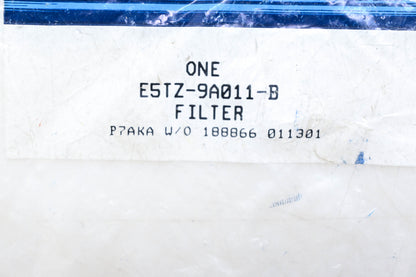 ONE
E5TZ-9A011-B
FILTER
P7AKA W/O 188866 011301